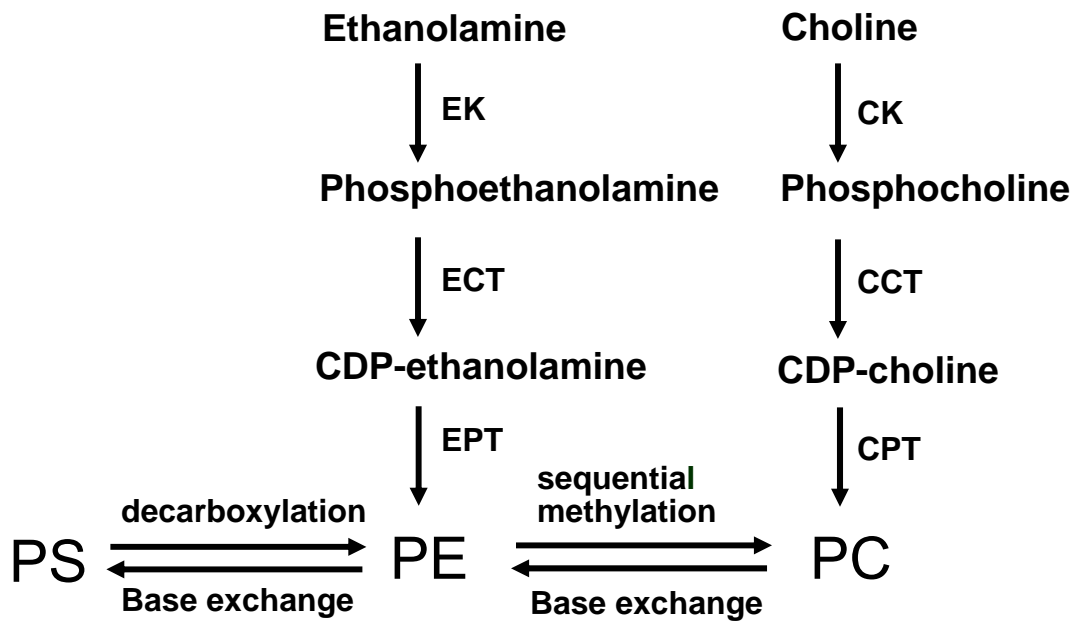 Ethanolamine
Choline
EK
CK
Phosphoethanolamine
Phosphocholine
ECT
CCT
CDP-ethanolamine
CDP-choline
EPT
CPT
sequential
methylation
decarboxylation
PS
PE
PC
Base exchange
Base exchange